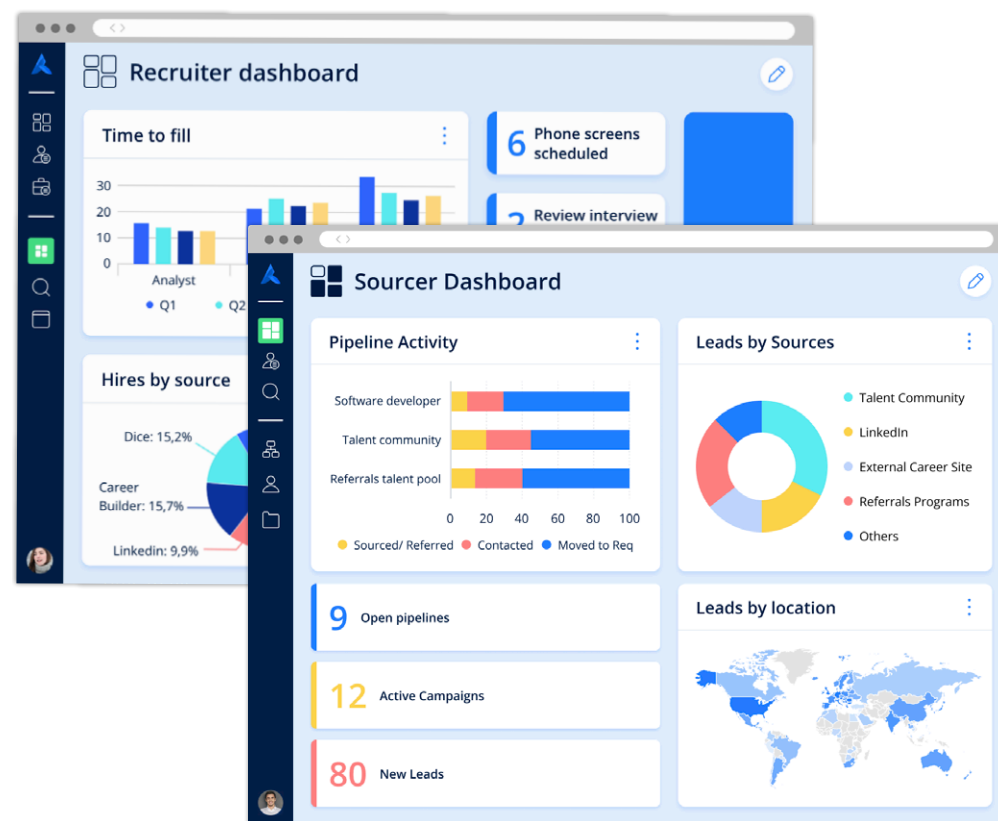 Recruiter dashboard
Time to fill
30
20
10
0
Analyst
Q1
Q2
6 Phone screens
scheduled
Review interview
Hires by source
Dice: 15,2%
Career
Builder: 15,7%
Linkedin: 9,9%
Sourcer Dashboard
Pipeline Activity
Software developer
Talent community
Referrals talent pool
0 20 40 60 80 100
Sourced/ Referred Contacted Moved to Req
Leads by Sources
Talent Community
LinkedIn
External Career Site
Referrals Programs
Others
9 Open pipelines
12 Active Campaigns
80 New Leads
Leads by location